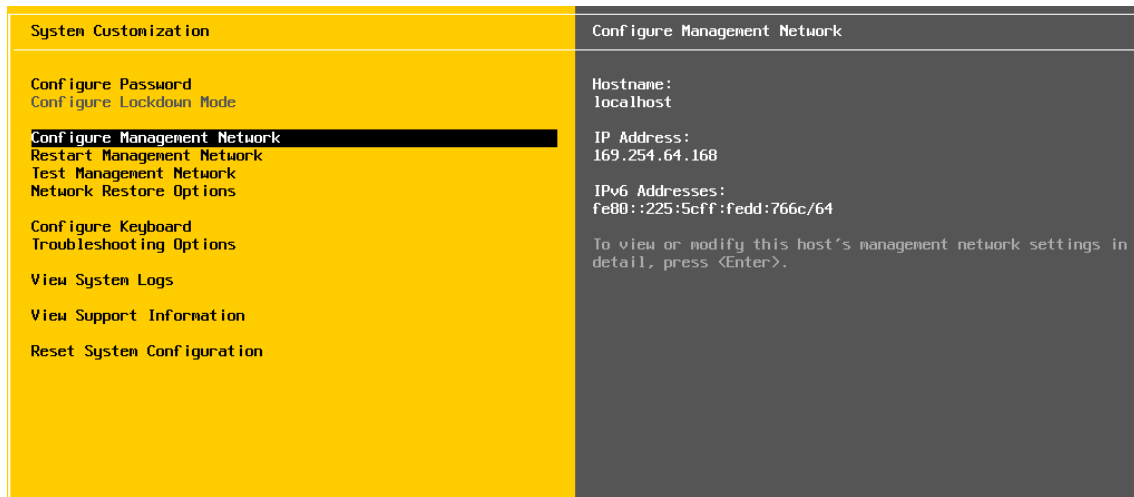 System Customization
Configure Password
Configure Lockdown Mode
Configure Management Network
Restart Management Network
Test Management Network
Network Restore Options
Configure Keyboard
Troubleshooting Options
View System Logs
View Support Information
Reset System Configuration
Configure Management Network
Hostname:
localhost
IP Address:
169.254.64.168
IPv6 Addresses:
fe80::225:5cff:fedd:766c/64
To view or modify this host's management network settings in
detail, press <Enter>.